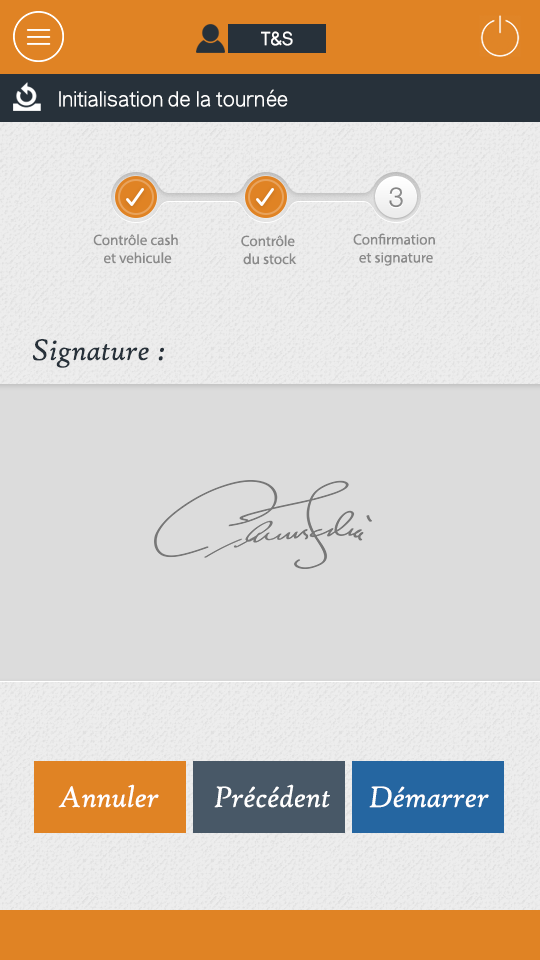 T&S
Initialisation de la tournée
3
Contrôle cash
et vehicule
Contrôle
du stock
Confirmation
et signature
Signature :
Annuler
Précédent
Démarrer